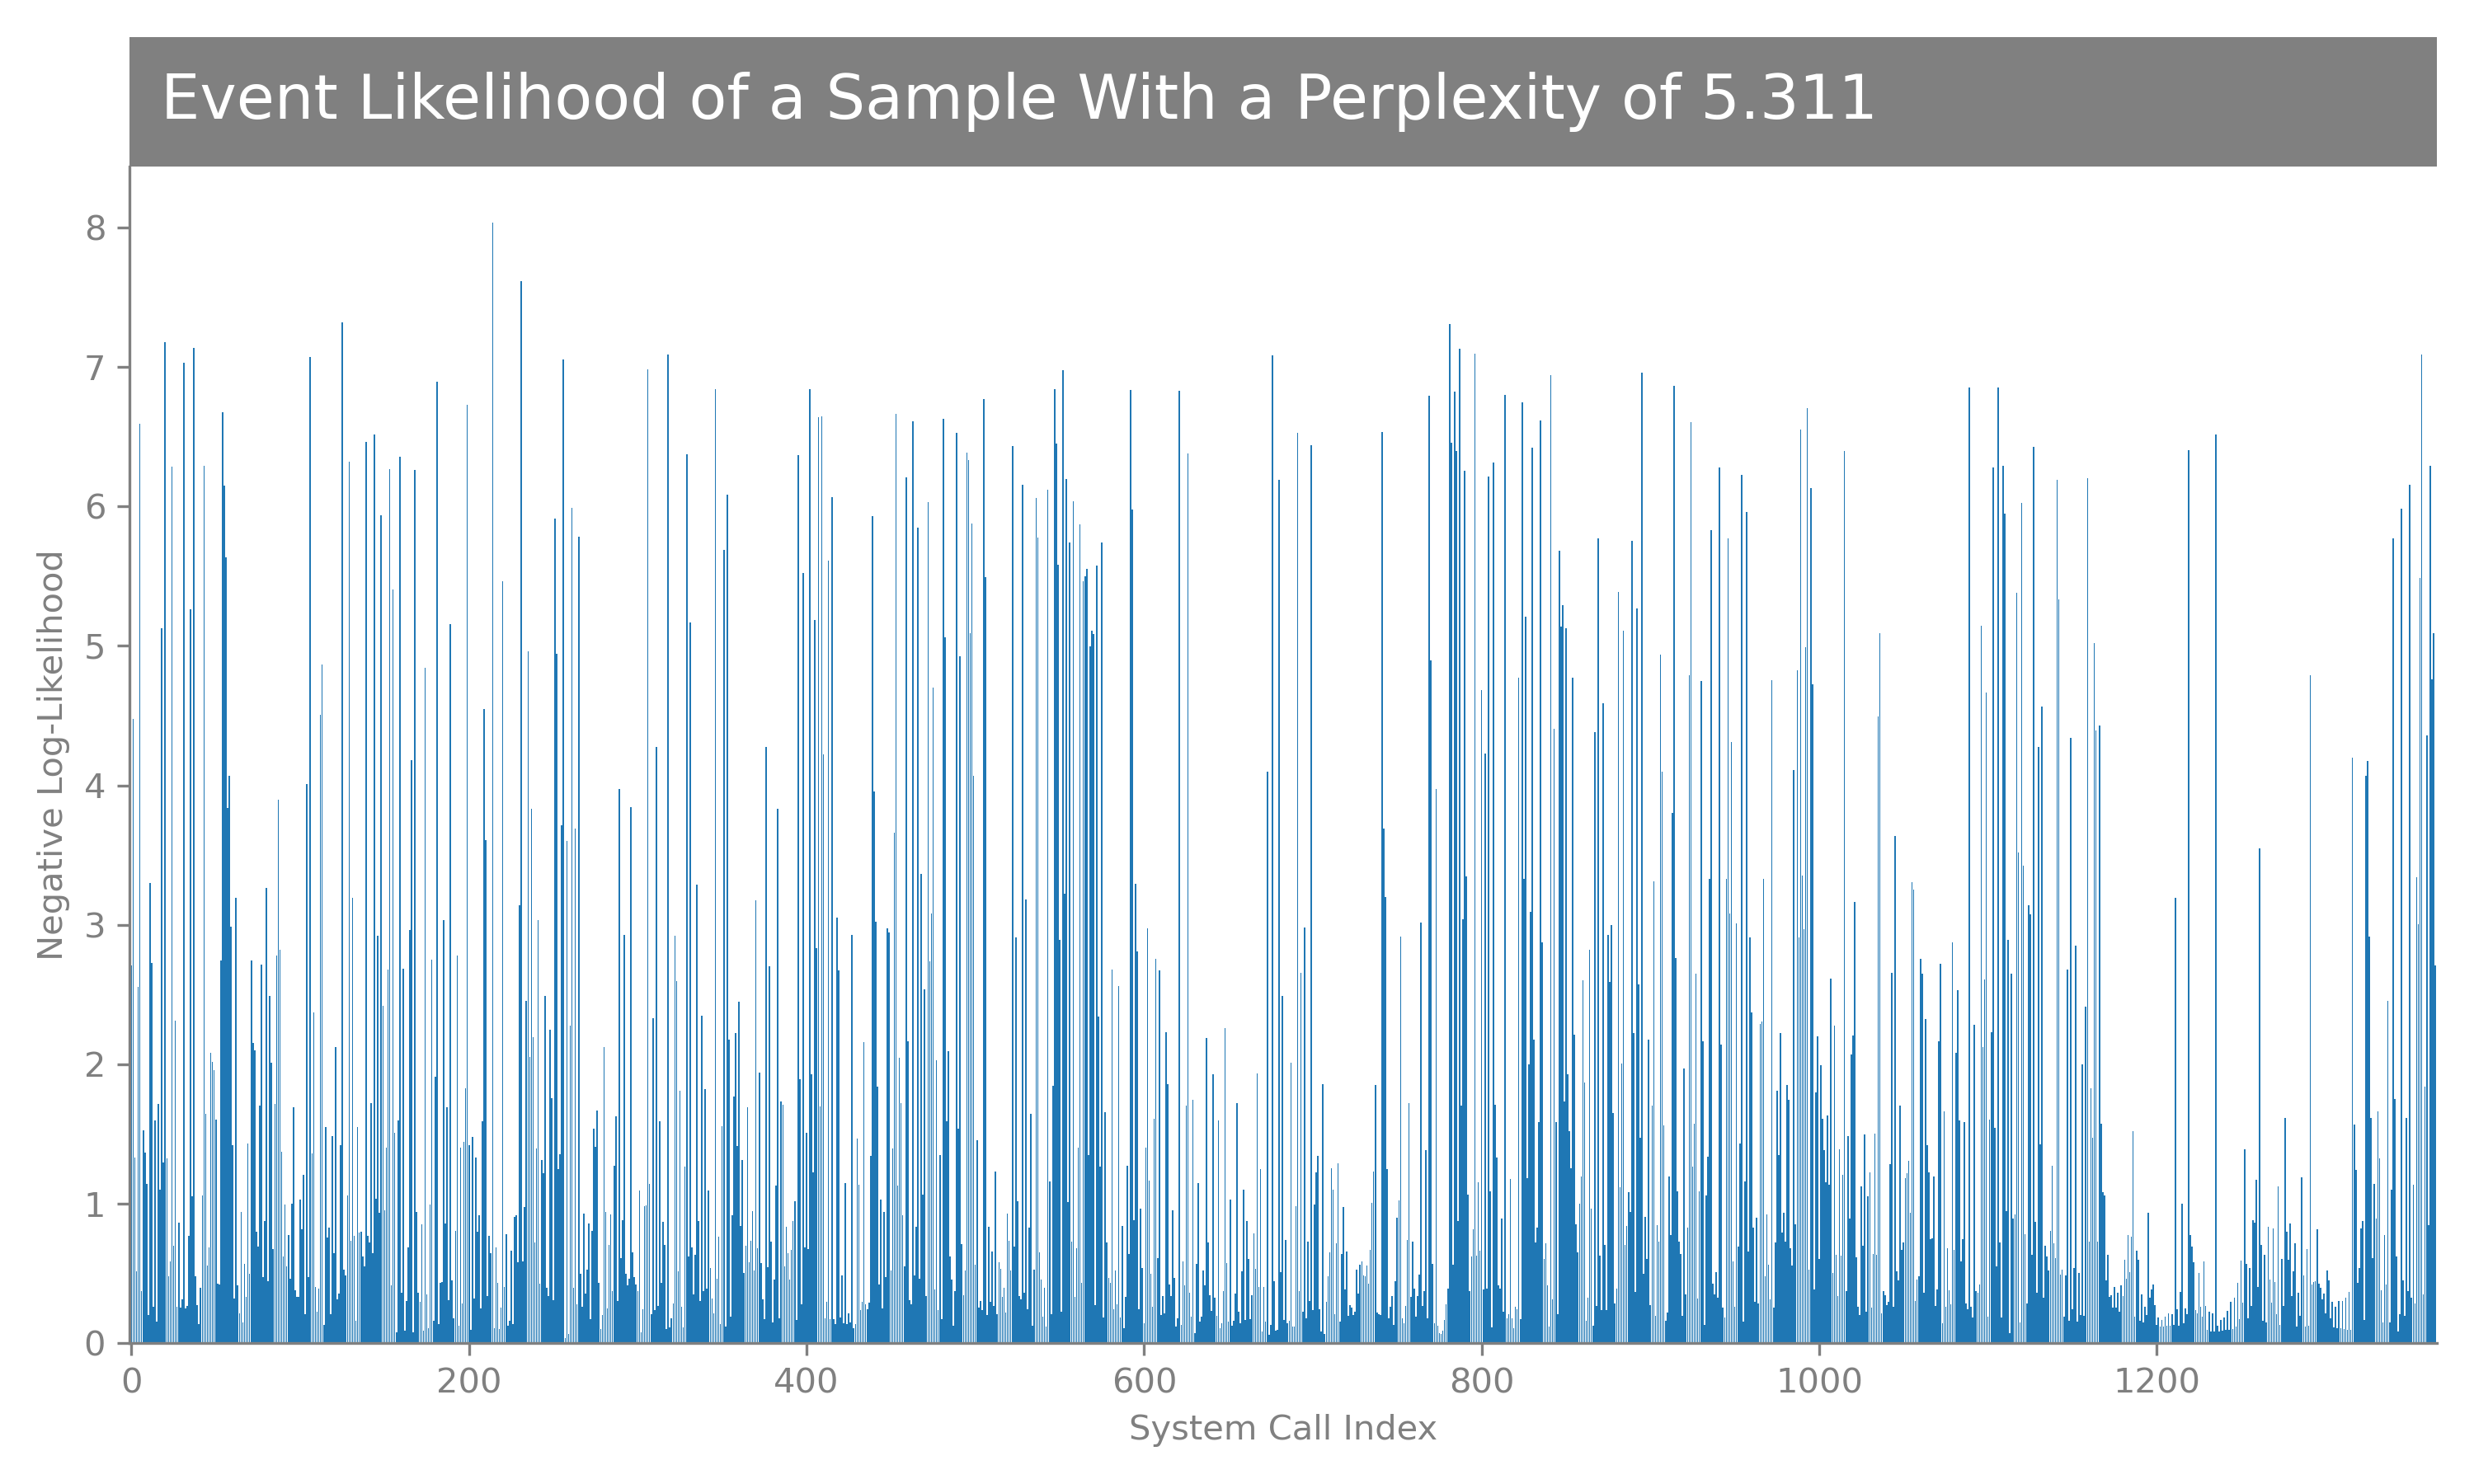 Event Likelihood of a Sample With a Perplexity of 5.311
8
7
6
5
4
3
2
1
0
Negative Log-Likelihood
0 200 400 600 800 1000 1200
System Call Index